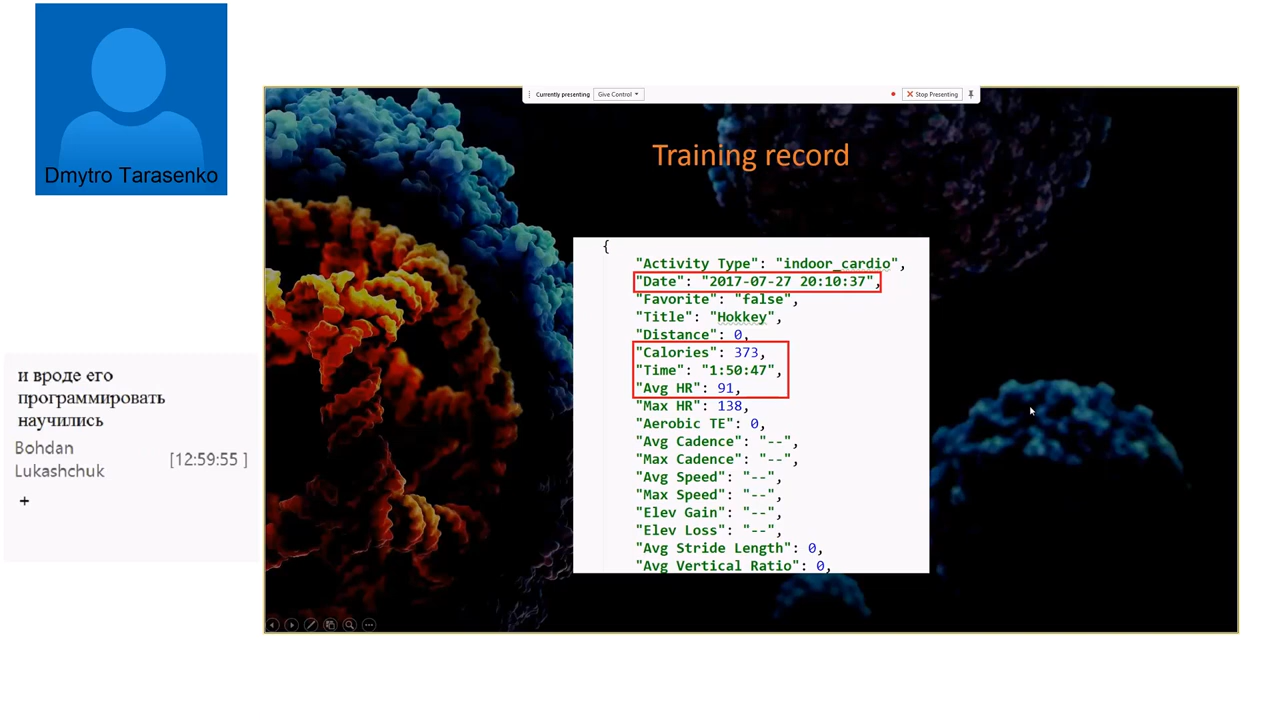 Dmytro Tarasenko
Currently presenting
Give Control
Stop Presenting
Training record
{
"Activity Type": "indoor_cardio",
"Date": "2017-07-27 20:10:37",
"Favorite": "false",
"Title": "Hokkey",
"Distance": 0,
"Calories": 373,
"Time": "1:50:47",
"Avg HR": 91,
"Max HR": 138,
"Aerobic TE": 0,
"Avg Cadence": "--",
"Max Cadence": "--",
"Avg Speed": "--",
"Max Speed": "--",
"Elev Gain": "--",
"Elev Loss": "--",
"Avg Stride Length": 0,
"Avg Vertical Ratio": 0,
и вроде его
программировать
научились
Bohdan
Lukashchuk
[12:59:55 ]
+